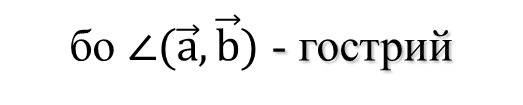 бо ∠(a⃗, b⃗) - гострий